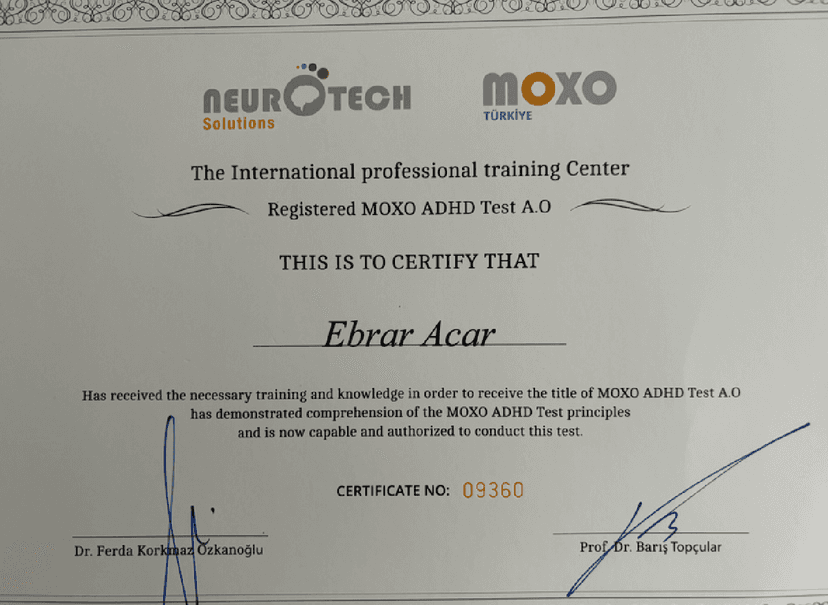 NEUROTECH
Solutions
MOXO
TÜRKİYE
The International professional training Center
Registered MOXO ADHD Test A.O
THIS IS TO CERTIFY THAT
Ebrar Acar
Has received the necessary training and knowledge in order to receive the title of MOXO ADHD Test A.O
has demonstrated comprehension of the MOXO ADHD Test principles
and is now capable and authorized to conduct this test.
CERTIFICATE NO: 09360
Dr. Ferda Korkmaz Özkanoğlu
Prof. Dr. Barış Topçular